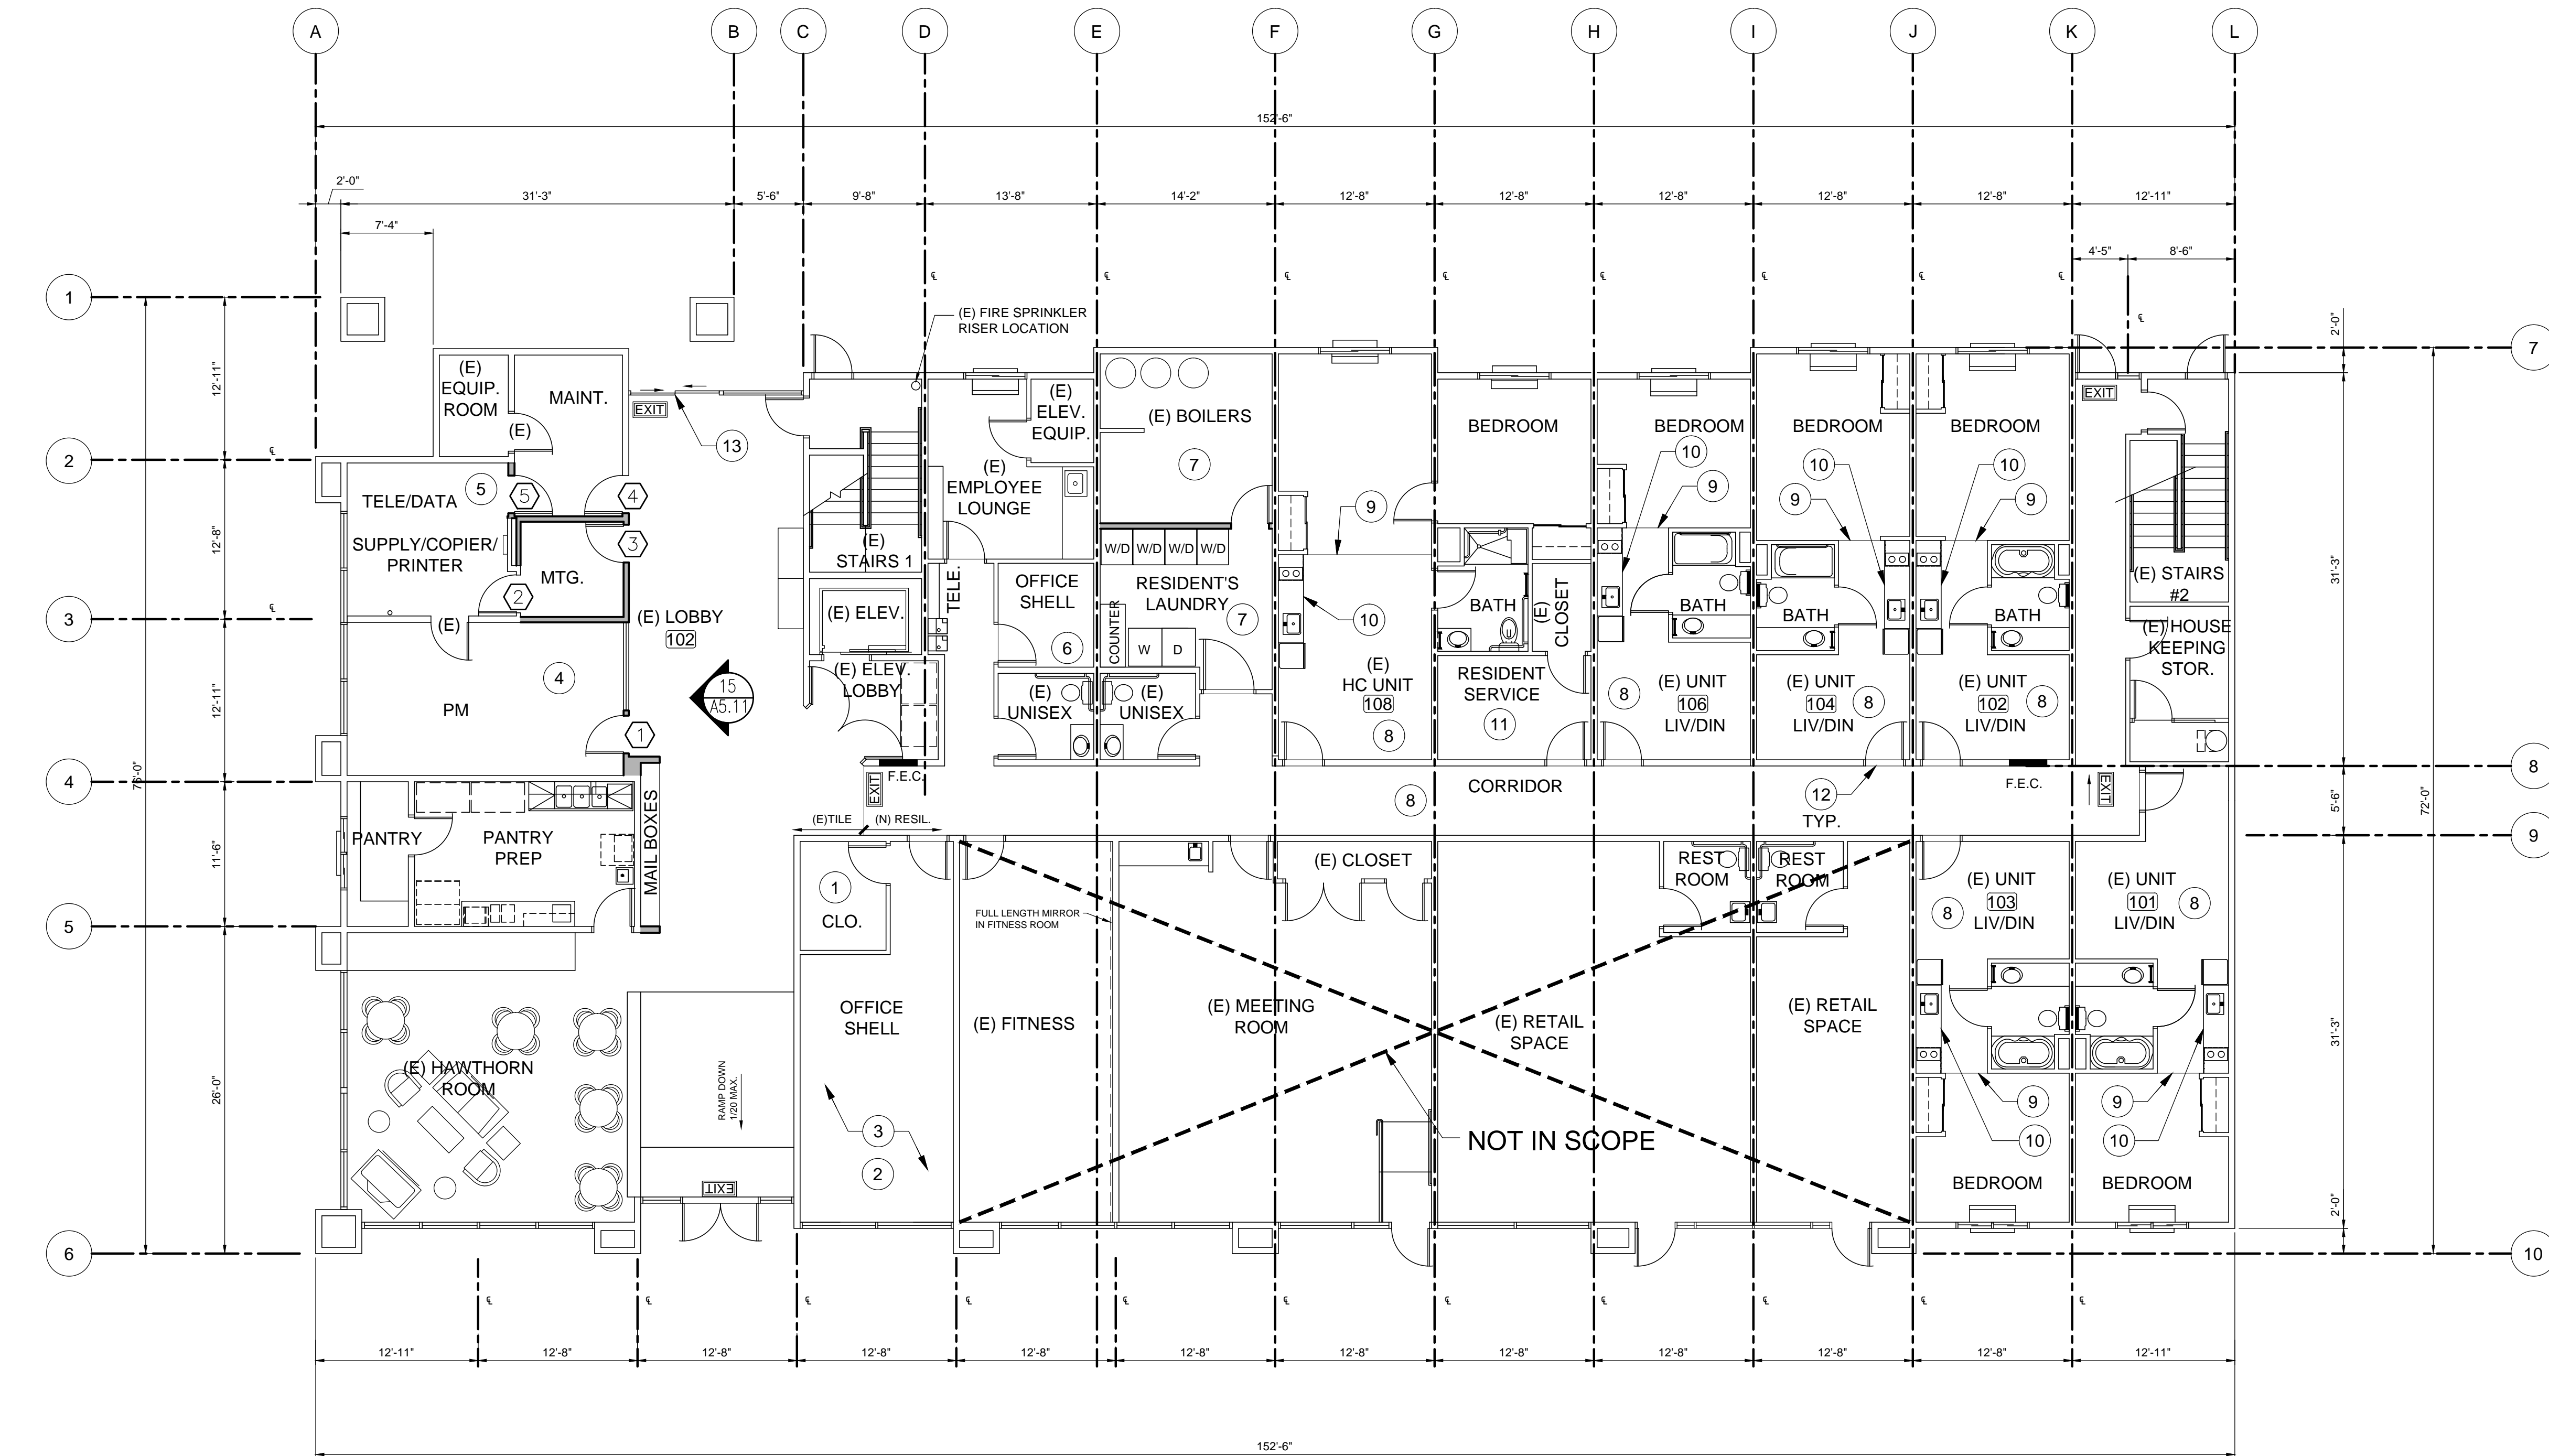 A
B
C
D
E
F
G
H
I
J
K
L
152'-6"
2'-0"
31'-3"
5'-6"
9'-8"
13'-8"
14'-2"
12'-8"
12'-8"
12'-8"
12'-8"
12'-8"
12'-11"
7'-4"
4'-5"
8'-6"
℄
℄
℄
℄
℄
℄
℄
℄
℄
1
2
3
4
5
6
℄
℄
76'-0"
12'-11"
12'-8"
12'-11"
11'-6"
26'-0"
7
8
9
10
2'-0"
31'-3"
5'-6"
31'-3"
2'-0"
72'-0"
(E) FIRE SPRINKLER
RISER LOCATION
(E)
EQUIP.
ROOM
MAINT.
(E)
EXIT
13
TELE/DATA
5
5
4
SUPPLY/COPIER/
PRINTER
3
MTG.
2
(E)
(E) LOBBY
102
4
PM
15
A5.11
1
PANTRY
PANTRY
PREP
MAIL BOXES
(E) HAWTHORN
ROOM
RAMP DOWN
1/20 MAX.
EXIT
(E)
STAIRS 1
(E) ELEV.
(E) ELEV.
LOBBY
F.E.C.
EXIT
(E)TILE
(N) RESIL.
(E)
ELEV.
EQUIP.
(E)
EMPLOYEE
LOUNGE
TELE.
OFFICE
SHELL
6
(E)
UNISEX
(E)
UNISEX
(E) BOILERS
7
W/D
W/D
W/D
W/D
RESIDENT'S
LAUNDRY
7
COUNTER
W
D
9
10
(E)
HC UNIT
108
8
BEDROOM
BATH
(E)
CLOSET
RESIDENT
SERVICE
11
BEDROOM
10
9
BATH
8
(E) UNIT
106
LIV/DIN
BEDROOM
10
9
BATH
(E) UNIT
104
LIV/DIN
8
BEDROOM
10
9
BATH
(E) UNIT
102
LIV/DIN
8
EXIT
(E) STAIRS
#2
(E) HOUSE
KEEPING
STOR.
CORRIDOR
8
12
TYP.
F.E.C.
EXIT
1
CLO.
OFFICE
SHELL
3
2
FULL LENGTH MIRROR
IN FITNESS ROOM
(E) FITNESS
(E) CLOSET
(E) MEETING
ROOM
REST
ROOM
REST
ROOM
(E) RETAIL
SPACE
(E) RETAIL
SPACE
NOT IN SCOPE
(E) UNIT
103
LIV/DIN
8
9
10
BEDROOM
(E) UNIT
101
LIV/DIN
8
9
10
BEDROOM
℄
℄
℄
℄
℄
℄
℄
℄
℄
℄
℄
12'-11"
12'-8"
12'-8"
12'-8"
12'-8"
12'-8"
12'-8"
12'-8"
12'-8"
12'-8"
12'-8"
12'-11"
152'-6"